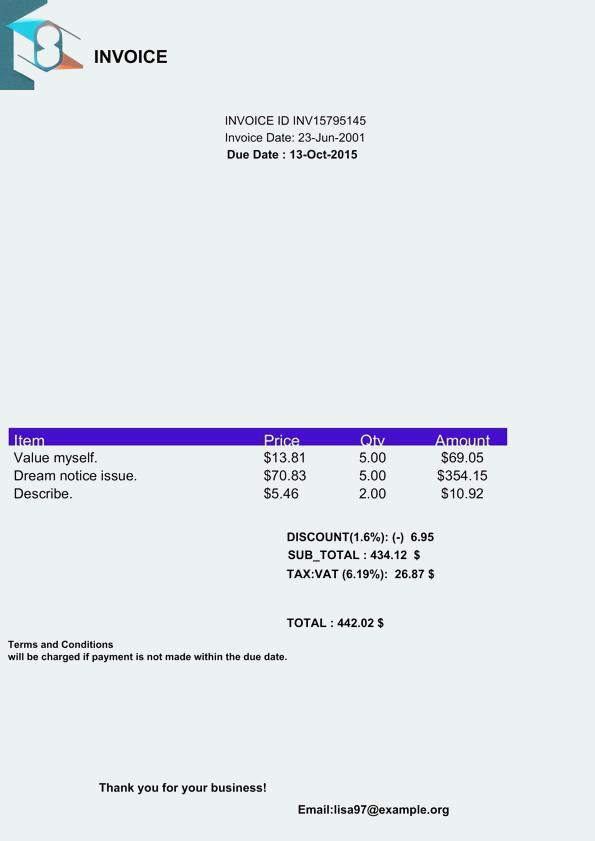 INVOICE
INVOICE ID INV15795145
Invoice Date: 23-Jun-2001
Due Date : 13-Oct-2015
Item Price Qty Amount
Value myself. $13.81 5.00 $69.05
Dream notice issue. $70.83 5.00 $354.15
Describe. $5.46 2.00 $10.92
DISCOUNT(1.6%): (-) 6.95
SUB_TOTAL : 434.12 $
TAX:VAT (6.19%): 26.87 $
TOTAL : 442.02 $
Terms and Conditions
will be charged if payment is not made within the due date.
Thank you for your business!
Email:lisa97@example.org